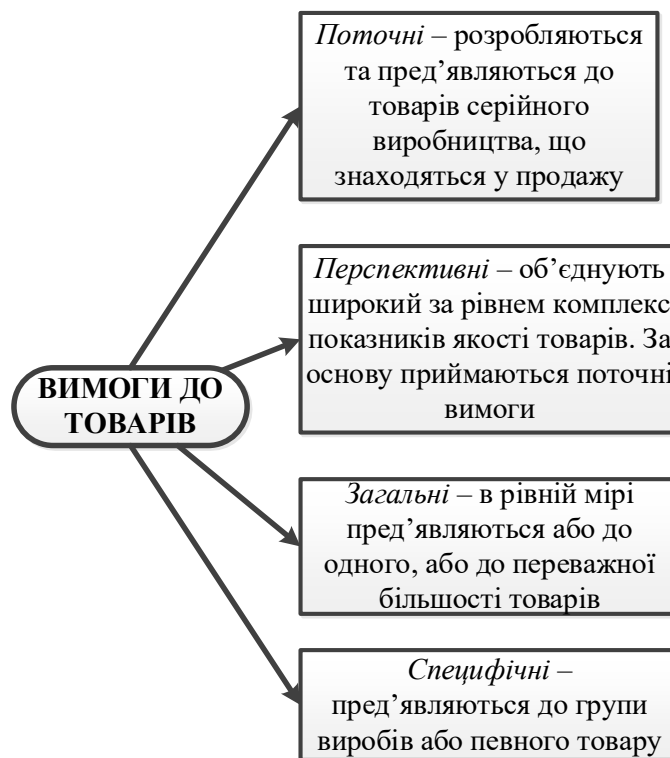 Поточні – розробляються
та пред’являються до
товарів серійного
виробництва, що
знаходяться у продажу
Перспективні – об’єднують
широкий за рівнем комплекс
показників якості товарів. За
основу приймаються поточні
вимоги
ВИМОГИ ДО
ТОВАРІВ
Загальні – в рівній мірі
пред’являються або до
одного, або до переважної
більшості товарів
Специфічні –
пред’являються до групи
виробів або певного товару